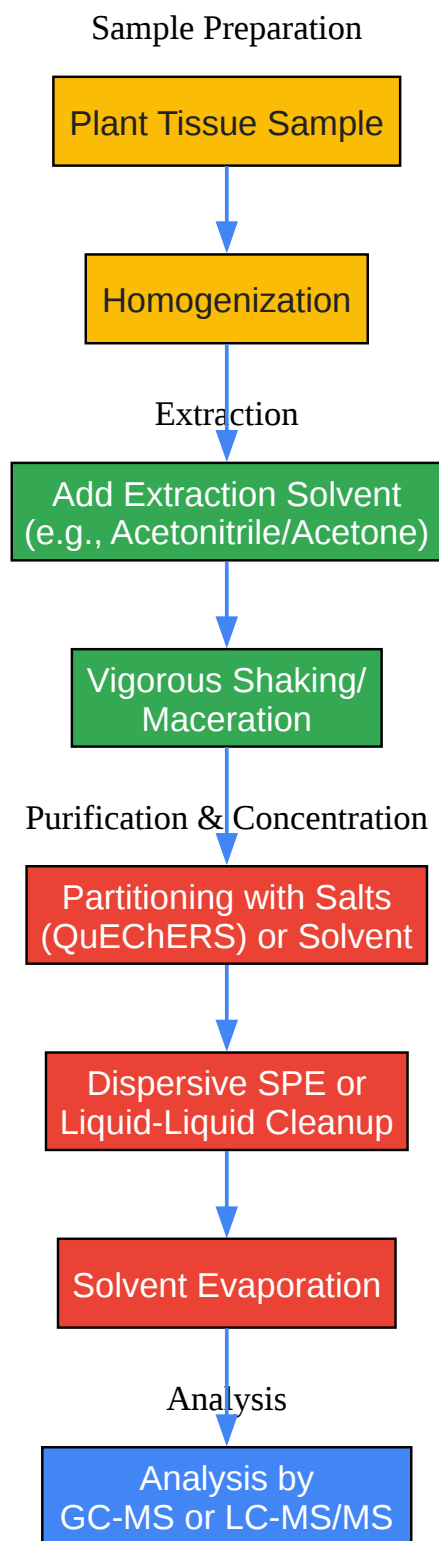 Sample Preparation
Plant Tissue Sample
Homogenization
Extraction
Add Extraction Solvent
(e.g., Acetonitrile/Acetone)
Vigorous Shaking/
Maceration
Purification & Concentration
Partitioning with Salts
(QuEChERS) or Solvent
Dispersive SPE or
Liquid-Liquid Cleanup
Solvent Evaporation
Analysis
Analysis by
GC-MS or LC-MS/MS